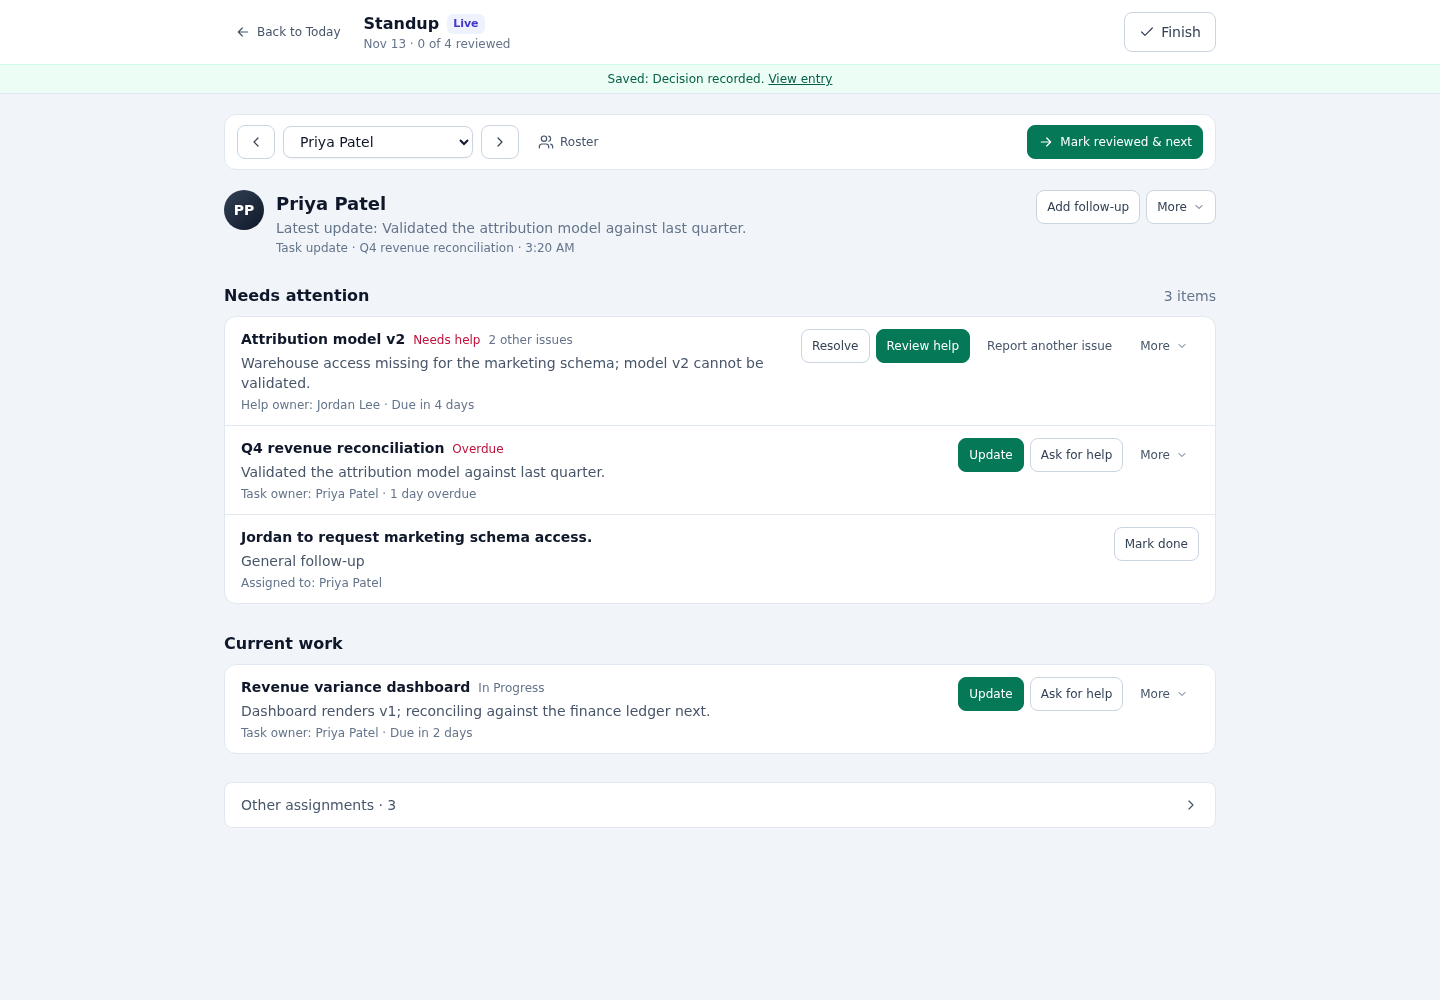 Back to Today
Standup Live
Nov 13 · 0 of 4 reviewed
Finish
Saved: Decision recorded. View entry
Priya Patel
Roster
Mark reviewed & next
PP
Priya Patel
Latest update: Validated the attribution model against last quarter.
Task update · Q4 revenue reconciliation · 3:20 AM
Add follow-up
More
Needs attention
3 items
Attribution model v2 Needs help 2 other issues
Warehouse access missing for the marketing schema; model v2 cannot be
validated.
Help owner: Jordan Lee · Due in 4 days
Resolve
Review help
Report another issue
More
Q4 revenue reconciliation Overdue
Validated the attribution model against last quarter.
Task owner: Priya Patel · 1 day overdue
Update
Ask for help
More
Jordan to request marketing schema access.
General follow-up
Assigned to: Priya Patel
Mark done
Current work
Revenue variance dashboard In Progress
Dashboard renders v1; reconciling against the finance ledger next.
Task owner: Priya Patel · Due in 2 days
Update
Ask for help
More
Other assignments · 3